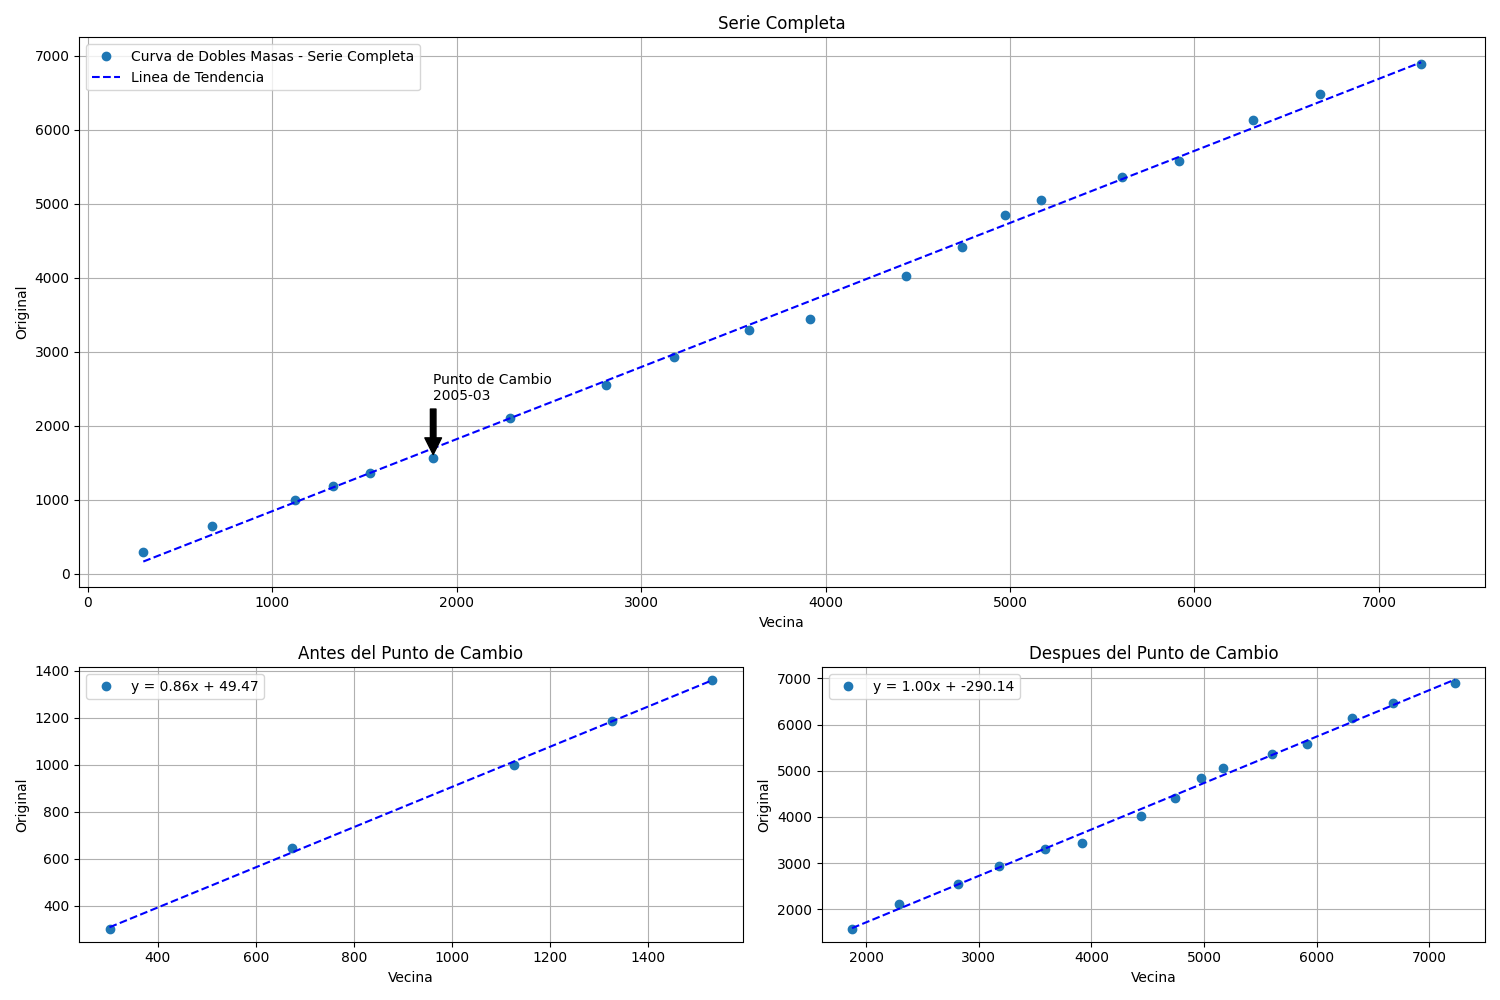 Serie Completa
Curva de Dobles Masas - Serie Completa
Linea de Tendencia
7000
6000
5000
4000
3000
2000
1000
0
Original
Punto de Cambio
2005-03
0 1000 2000 3000 4000 5000 6000 7000
Vecina
Antes del Punto de Cambio
y = 0.86x + 49.47
1400
1200
1000
800
600
400
Original
400 600 800 1000 1200 1400
Vecina
Despues del Punto de Cambio
y = 1.00x + -290.14
7000
6000
5000
4000
3000
2000
Original
2000 3000 4000 5000 6000 7000
Vecina